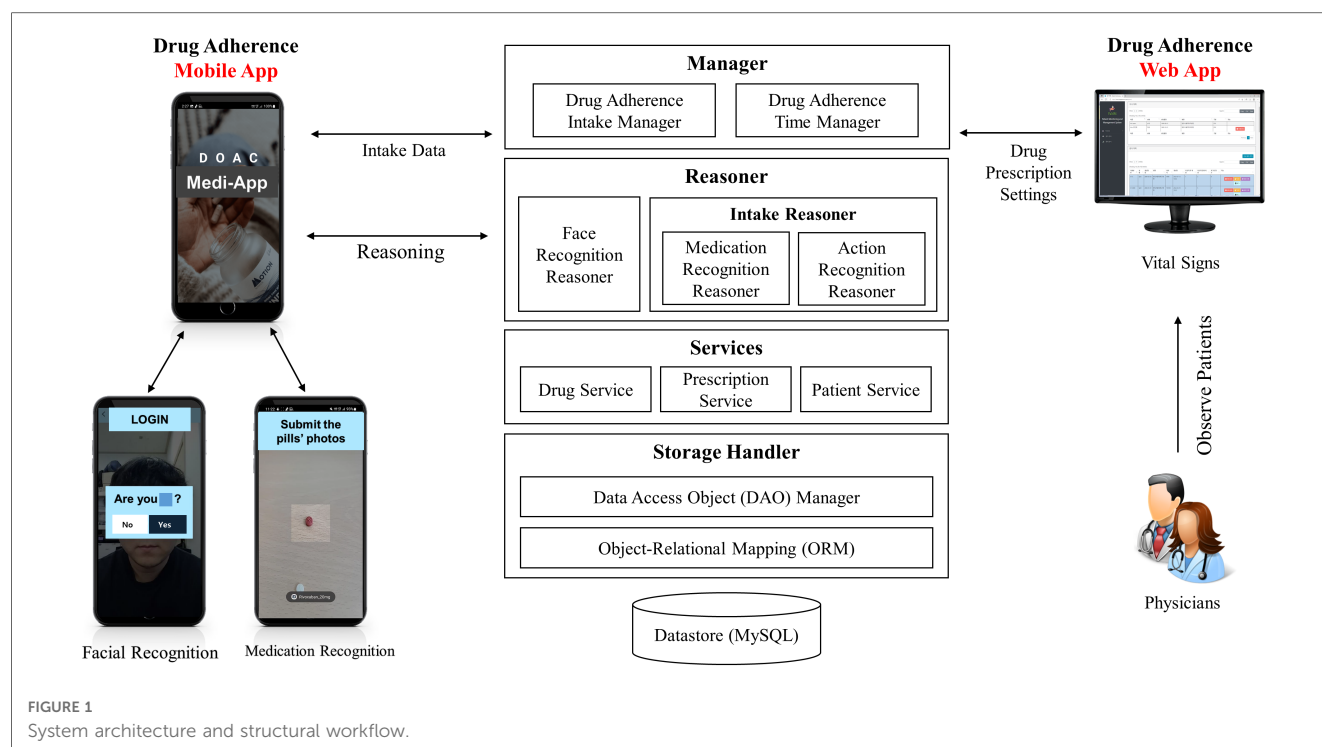 Drug Adherence
Mobile App
DOAC
Medi-App
MOTION
Intake Data
Reasoning
LOGIN
Are you ?
No
Yes
Facial Recognition
Submit the
pills' photos
Medication Recognition
Manager
Drug Adherence
Intake Manager
Drug Adherence
Time Manager
Reasoner
Face
Recognition
Reasoner
Intake Reasoner
Medication
Recognition
Reasoner
Action
Recognition
Reasoner
Services
Drug Service
Prescription
Service
Patient Service
Storage Handler
Data Access Object (DAO) Manager
Object-Relational Mapping (ORM)
Datastore (MySQL)
Drug
Prescription
Settings
Drug Adherence
Web App
Vital Signs
Observe Patients
Physicians
FIGURE 1
System architecture and structural workflow.